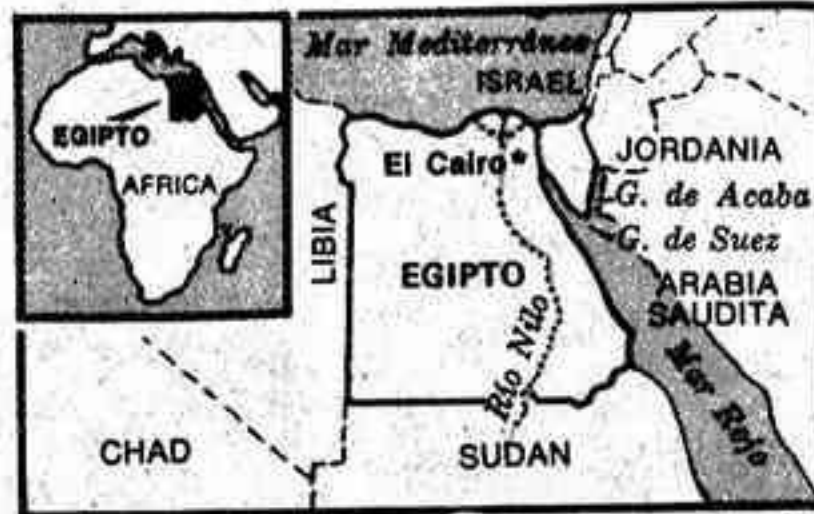 EGIPTO
AFRICA
Mar Mediterráneo
ISRAEL
El Cairo*
JORDANIA
G. de Acaba
G. de Suez
LIBIA
EGIPTO
ARABIA
SAUDITA
Río Nilo
Mar Rojo
CHAD
SUDAN